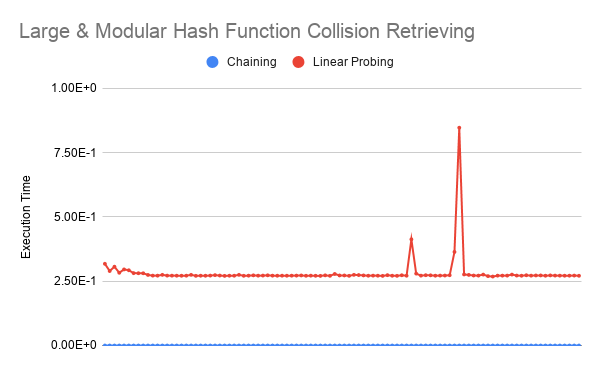 Large & Modular Hash Function Collision Retrieving
Chaining
Linear Probing
1.00E+0
7.50E-1
5.00E-1
2.50E-1
0.00E+0
Execution Time